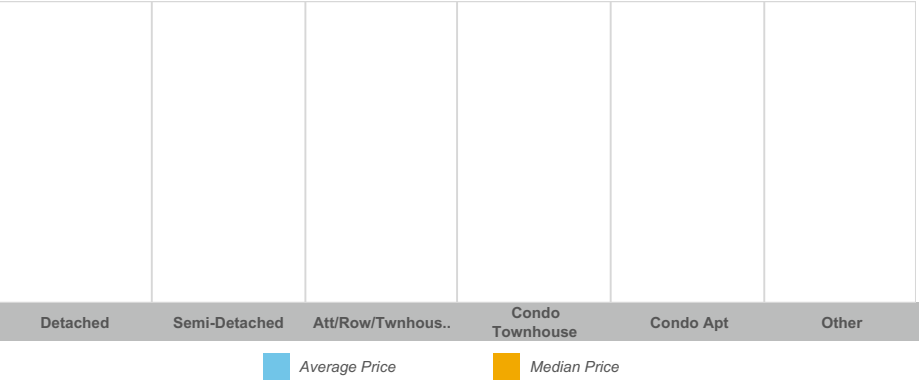 Detached
Semi-Detached
Att/Row/Twnhous..
Condo
Townhouse
Condo Apt
Other
Average Price
Median Price